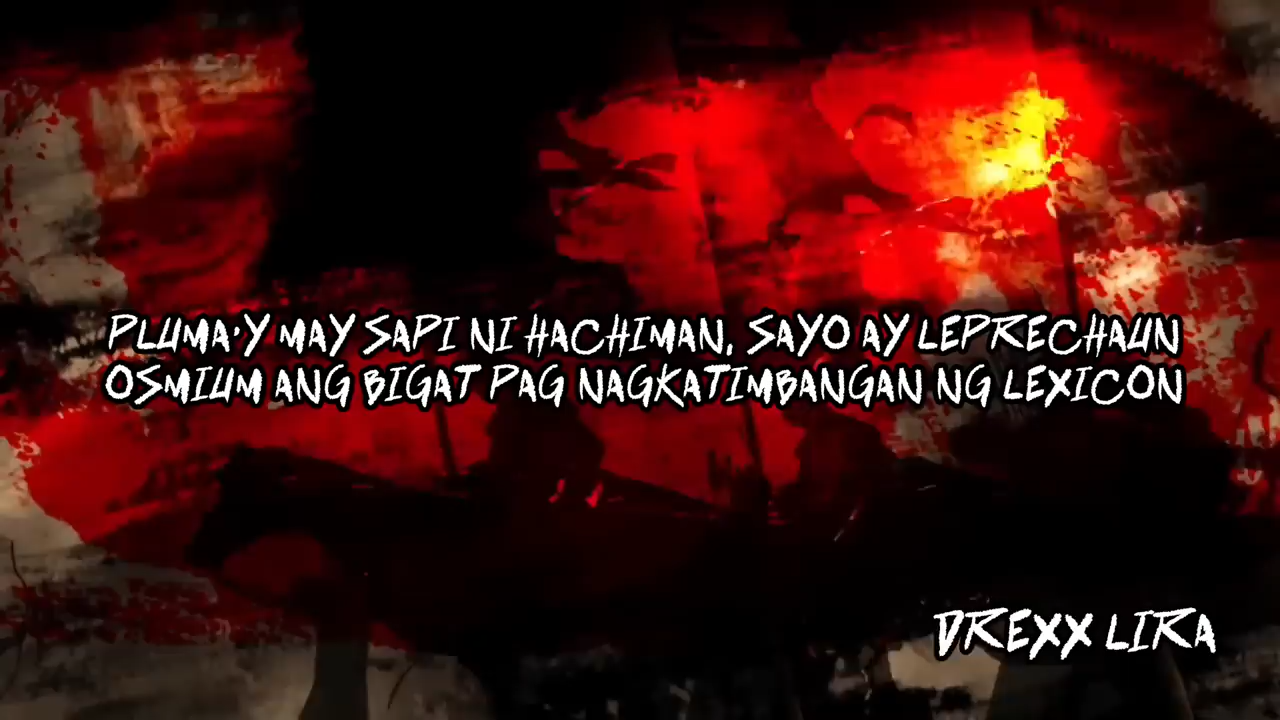 PLUMA'Y MAY SAPI NI HACHIMAN, SAYO AY LEPRECHAUN
OSMIUM ANG BIGAT PAG NAGKATIMBANGAN NG LEXICON
DREXX LIRA